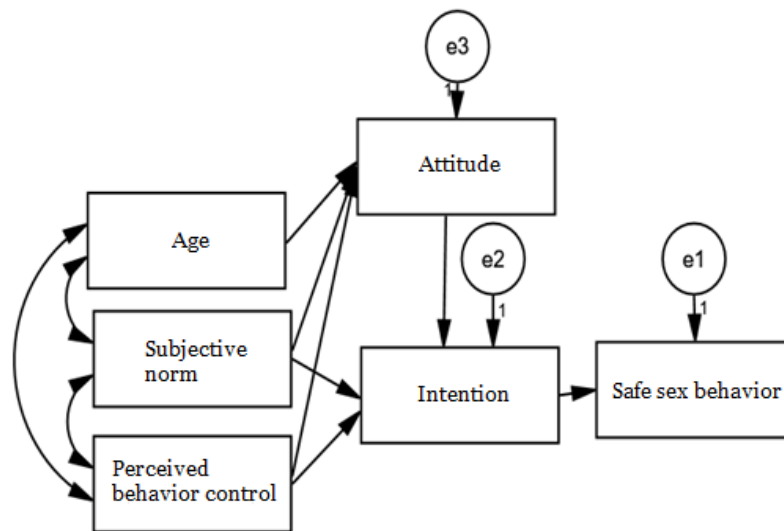 e3
1
Attitude
Age
e2
e1
1
1
Subjective
norm
Intention
Safe sex behavior
Perceived
behavior control